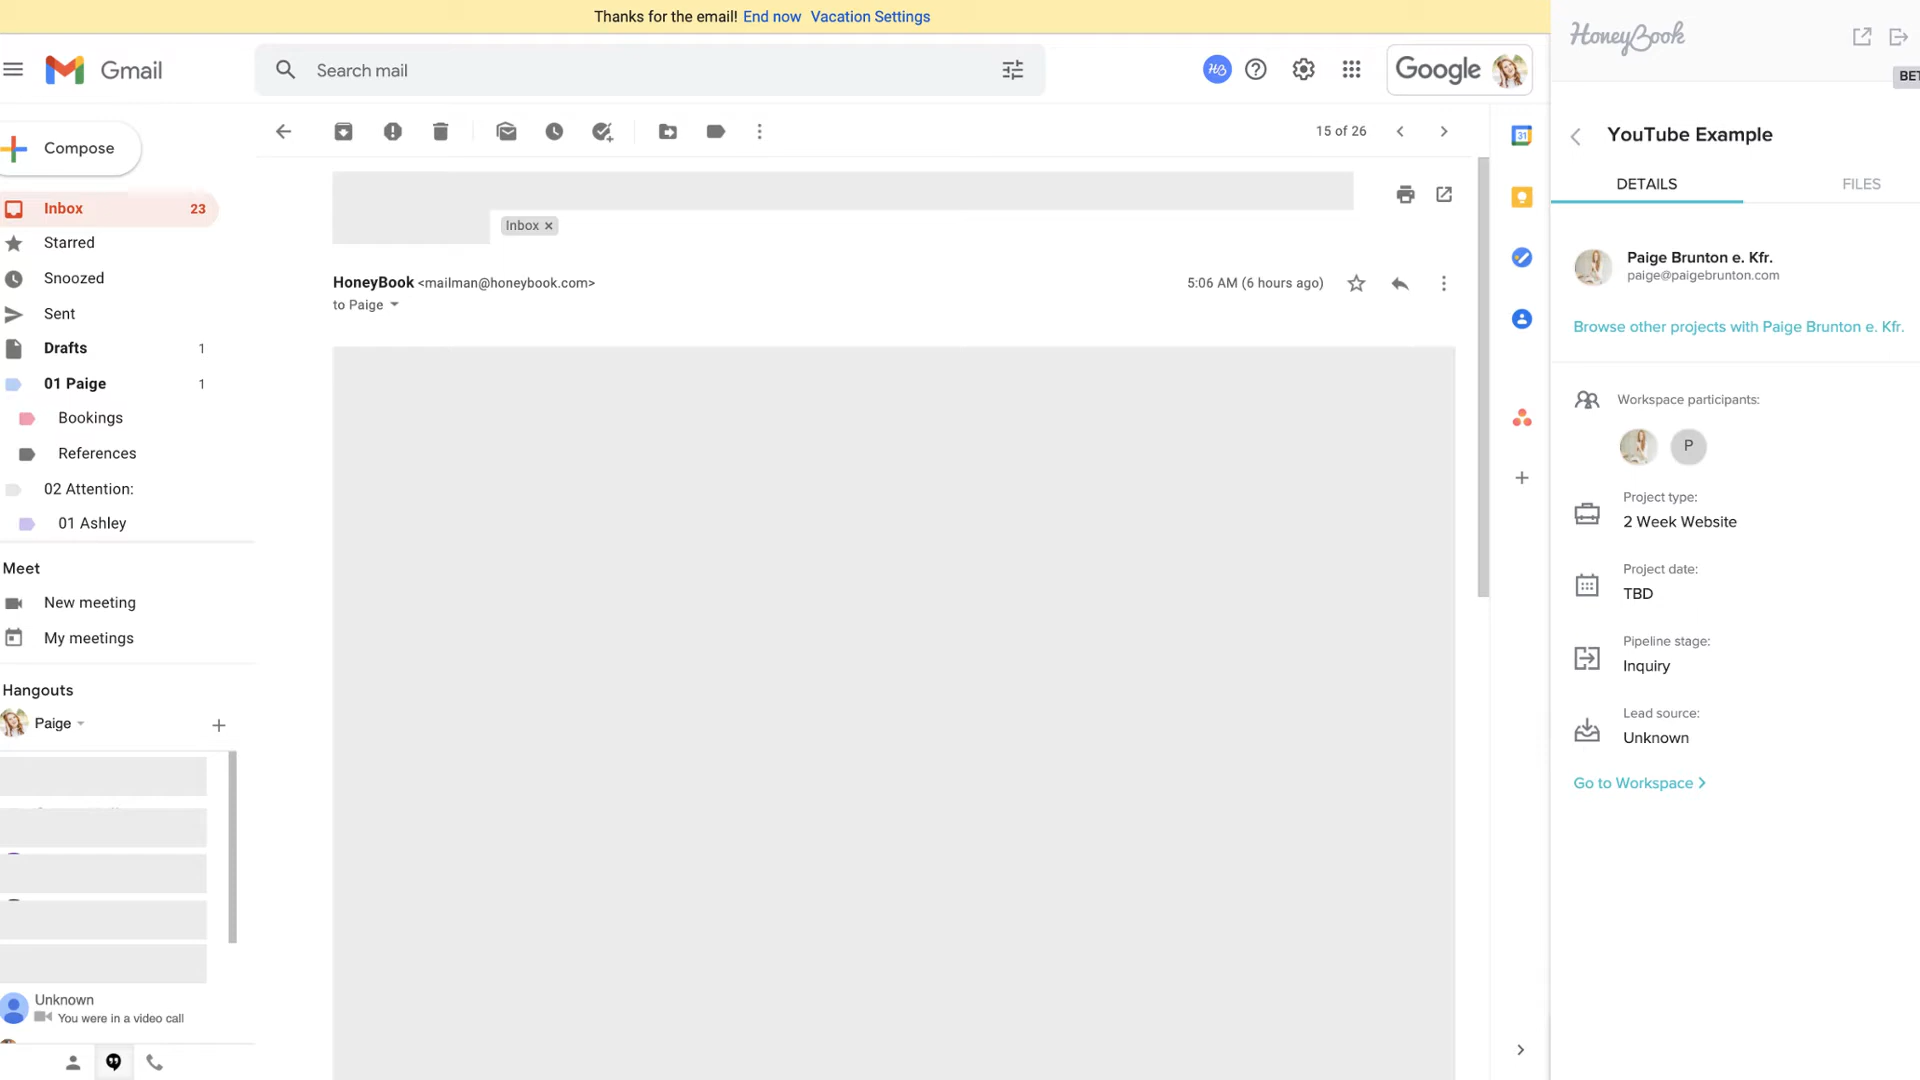 Thanks for the email! End now Vacation Settings
Gmail
Search mail
Google
Compose
15 of 26
Inbox 23
Starred
Snoozed
Sent
Drafts 1
01 Paige 1
Bookings
References
02 Attention:
01 Ashley
Meet
New meeting
My meetings
Hangouts
Paige
Unknown
You were in a video call
Inbox ×
HoneyBook <mailman@honeybook.com>
5:06 AM (6 hours ago)
to Paige
31
HB
HoneyBook
BET
YouTube Example
DETAILS
FILES
Paige Brunton e. Kfr.
paige@paigebrunton.com
Browse other projects with Paige Brunton e. Kfr.
Workspace participants:
P
Project type:
2 Week Website
Project date:
TBD
Pipeline stage:
Inquiry
Lead source:
Unknown
Go to Workspace >